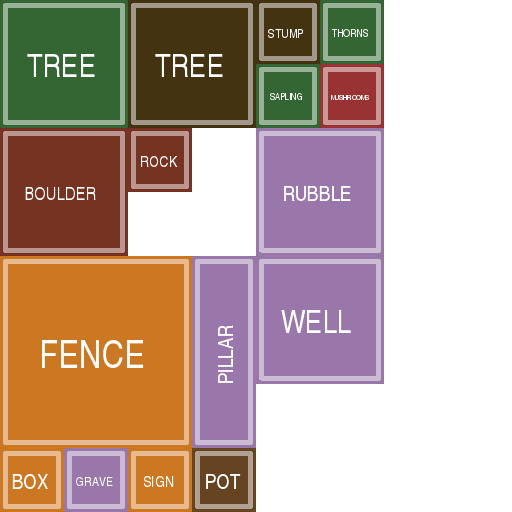 TREE
TREE
STUMP
THORNS
SAPLING
MUSHROOMS
BOULDER
ROCK
RUBBLE
FENCE
PILLAR
WELL
BOX
GRAVE
SIGN
POT